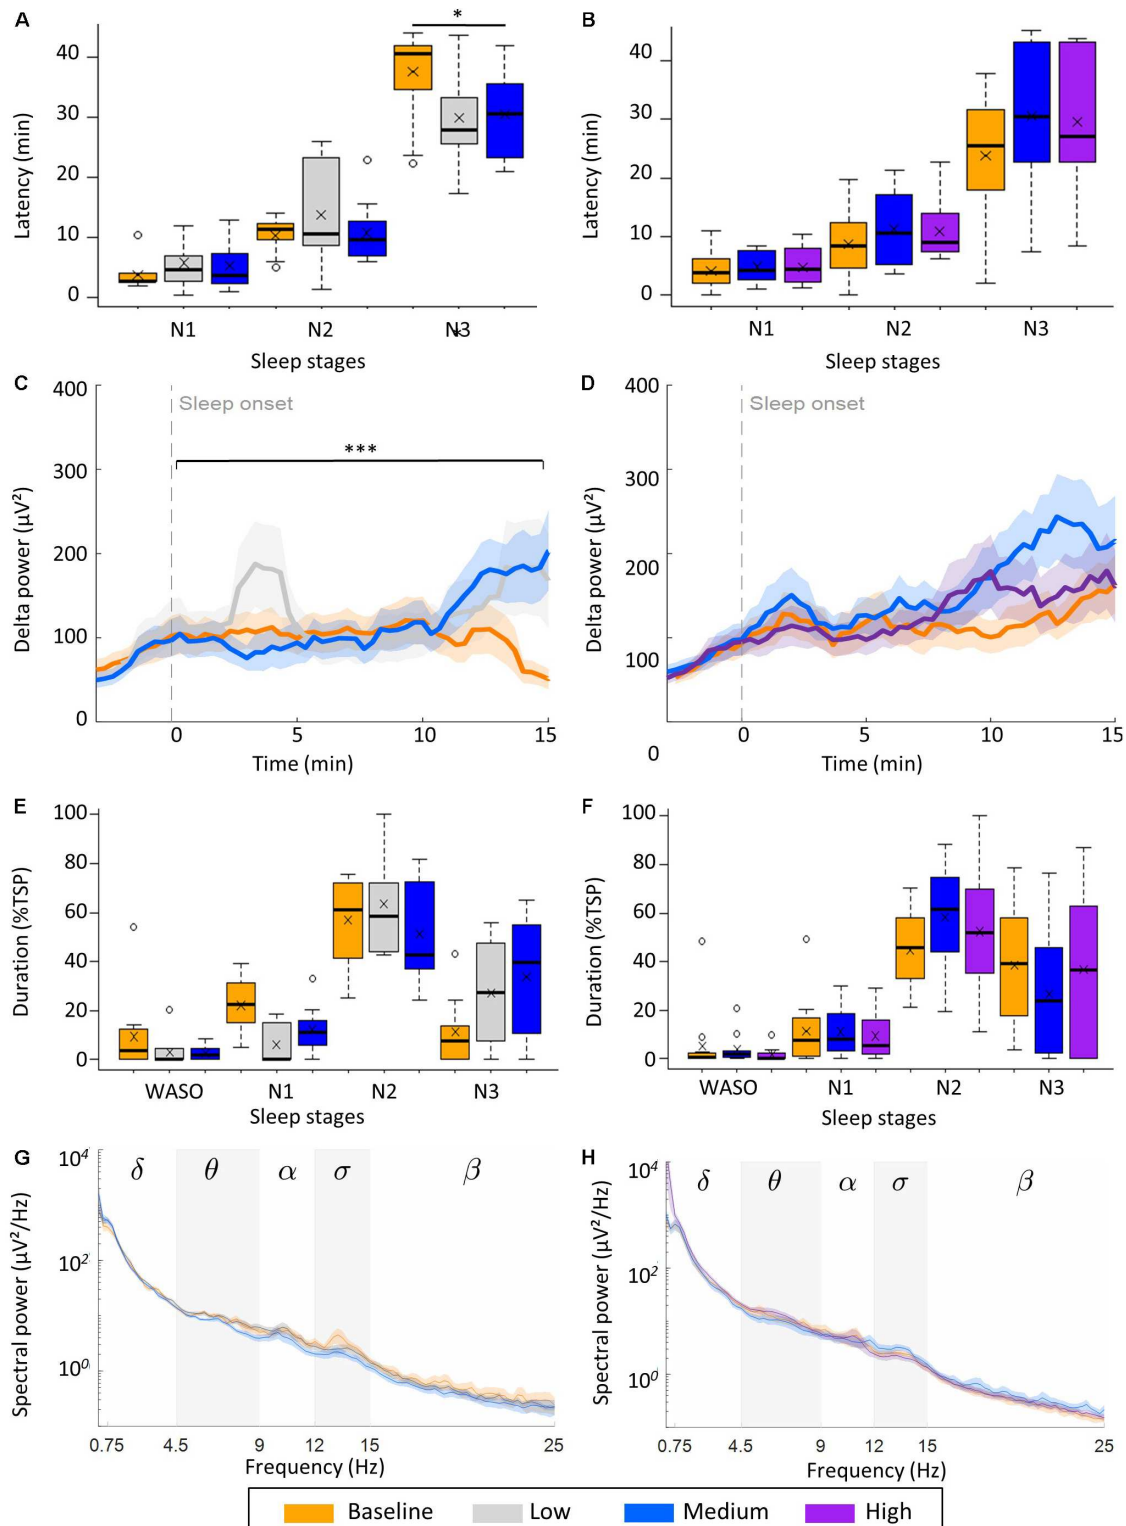 A
*
40
30
20
10
0
Latency (min)
N1
N2
N3
*
Sleep stages
B
40
30
20
10
0
Latency (min)
N1
N2
N3
Sleep stages
C
400
300
200
100
0
Delta power (µV²)
Sleep onset
***
0
5
10
15
Time (min)
D
400
300
200
100
0
Delta power (µV²)
Sleep onset
0
5
10
15
Time (min)
E
100
80
60
40
20
0
Duration (%TSP)
WASO
N1
N2
N3
Sleep stages
F
100
80
60
40
20
0
Duration (%TSP)
WASO
N1
N2
N3
Sleep stages
G
10⁴
10²
10⁰
Spectral power (µV²/Hz)
δ θ α σ β
0.75 4.5 9 12 15 25
Frequency (Hz)
H
10⁴
10²
10⁰
Spectral power (µV²/Hz)
δ θ α σ β
0.75 4.5 9 12 15 25
Frequency (Hz)
Baseline Low Medium High